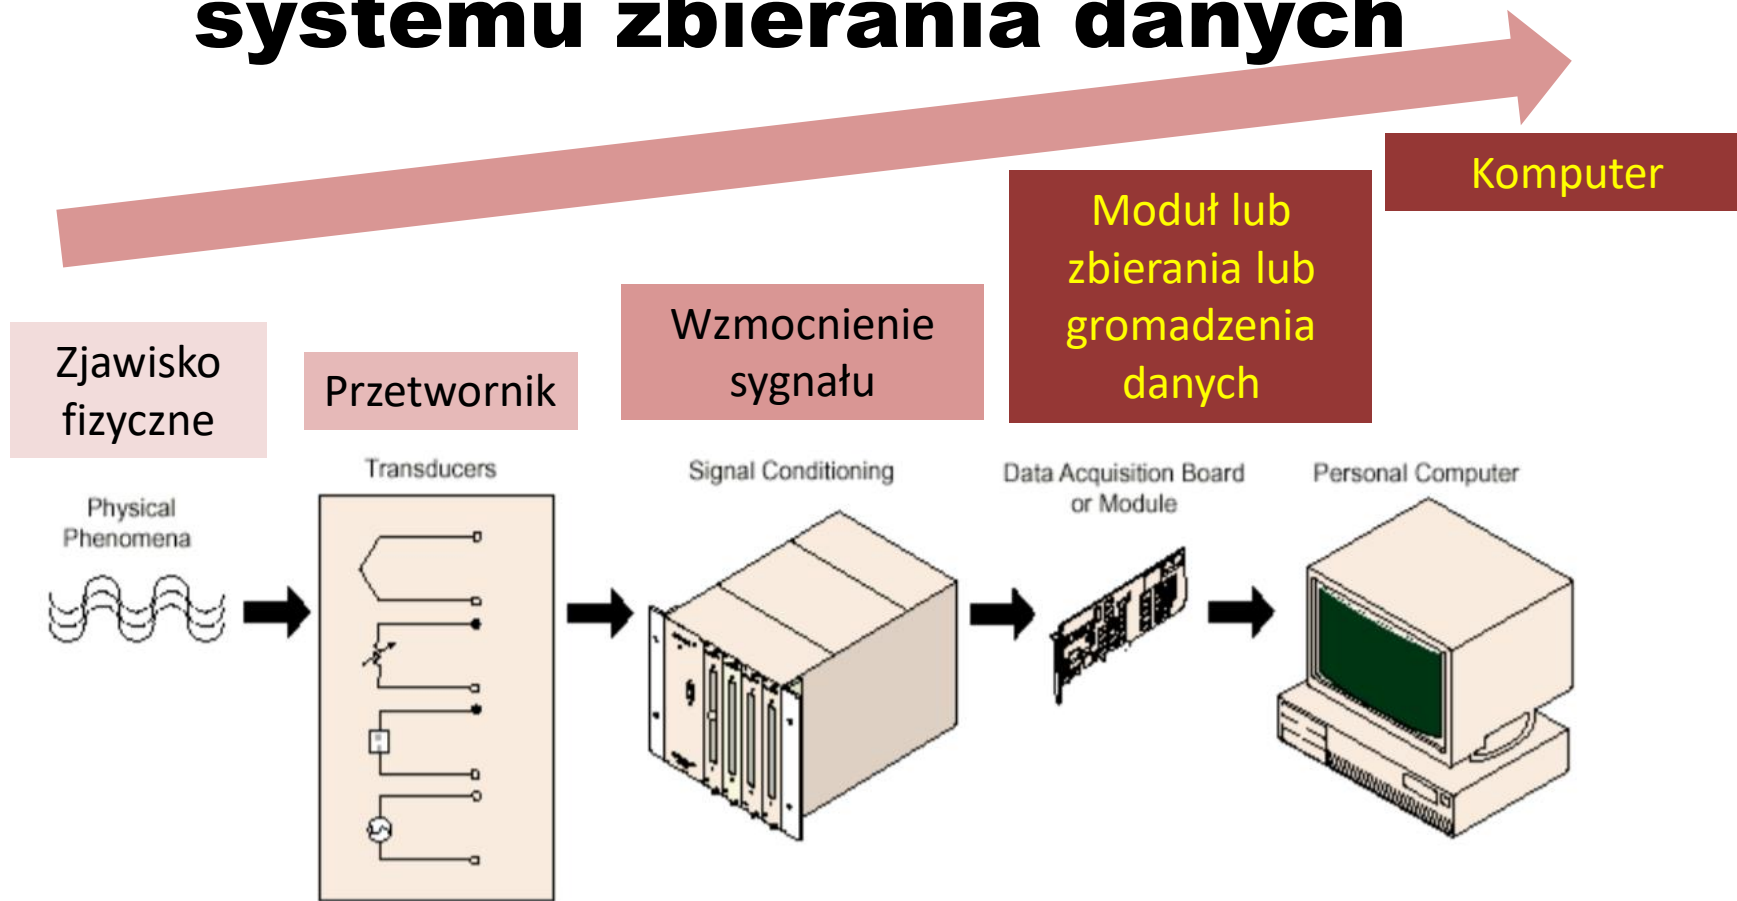 systemu zbierania danych
Komputer
Moduł lub
zbierania lub
gromadzenia
danych
Wzmocnienie
sygnału
Zjawisko
fizyczne
Przetwornik
Transducers
Signal Conditioning
Data Acquisition Board
or Module
Personal Computer
Physical
Phenomena